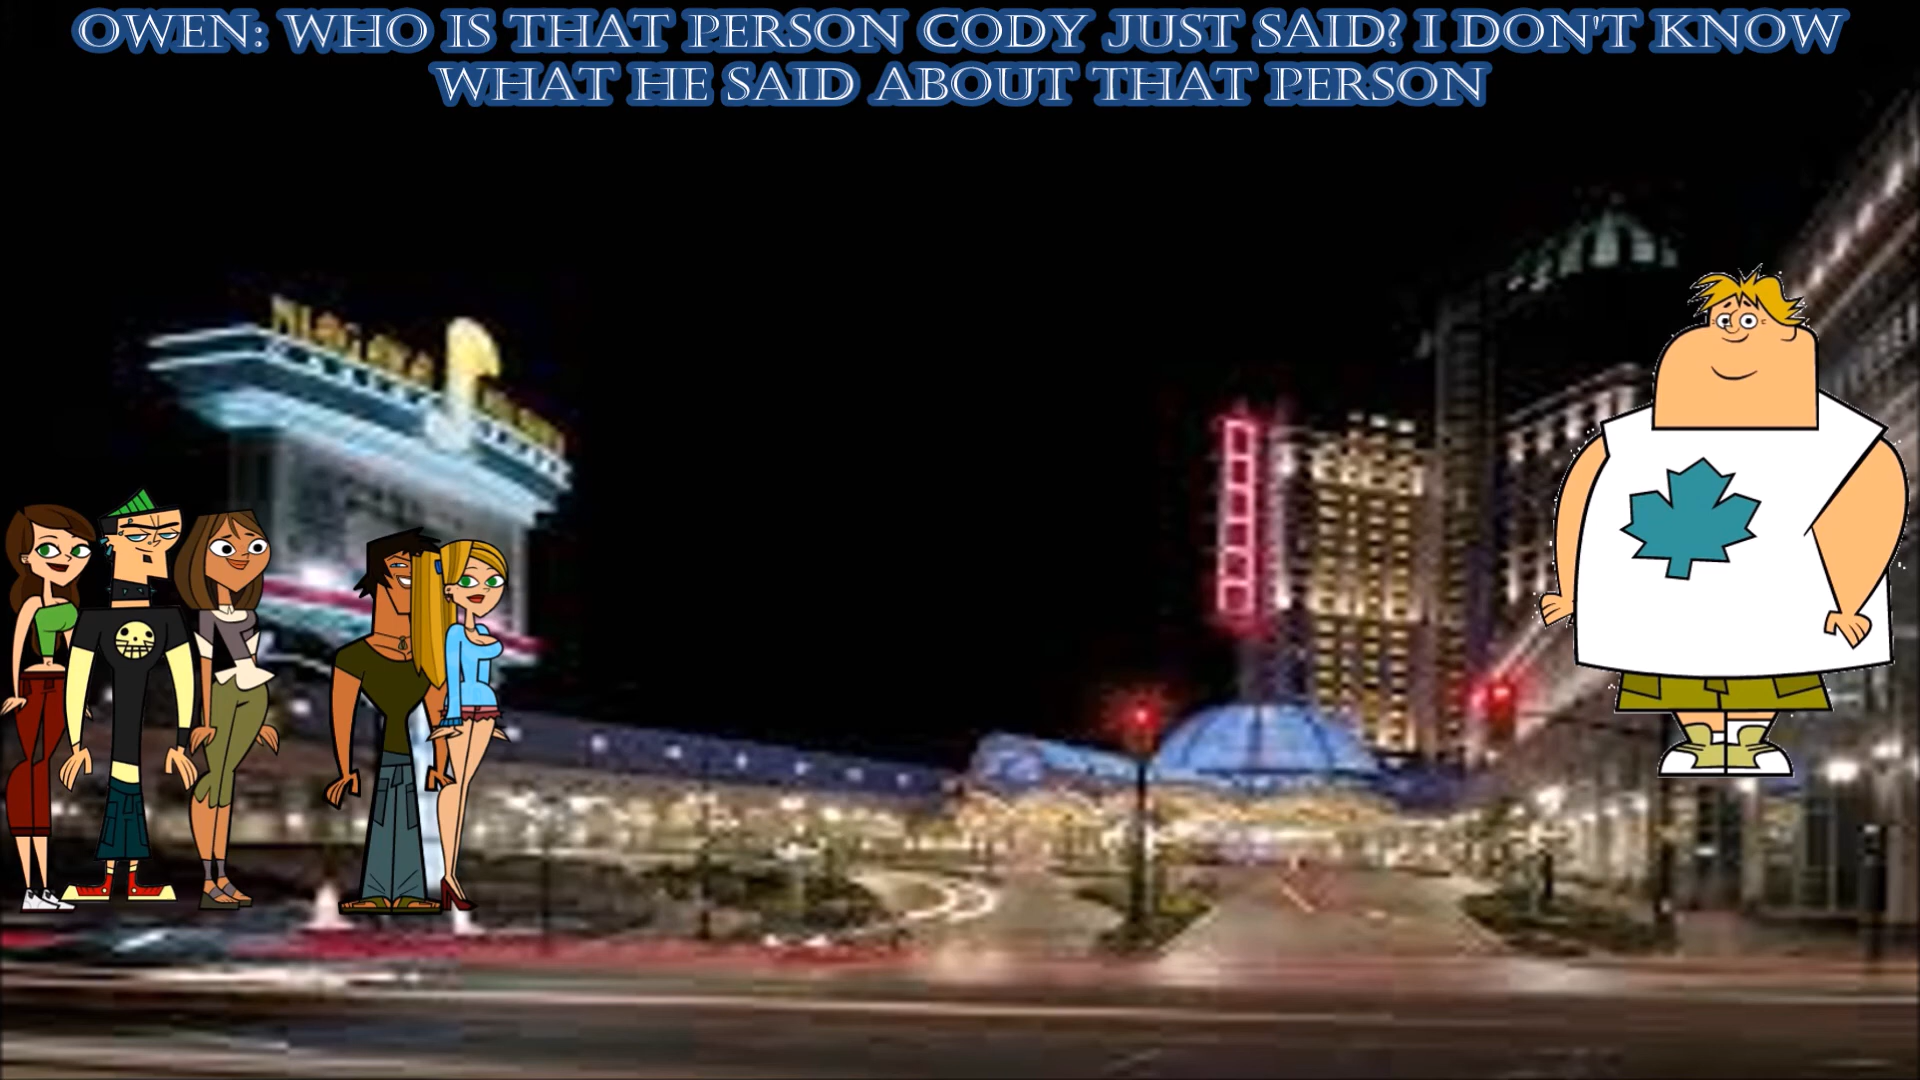 OWEN: WHO IS THAT PERSON CODY JUST SAID? I DON'T KNOW
WHAT HE SAID ABOUT THAT PERSON